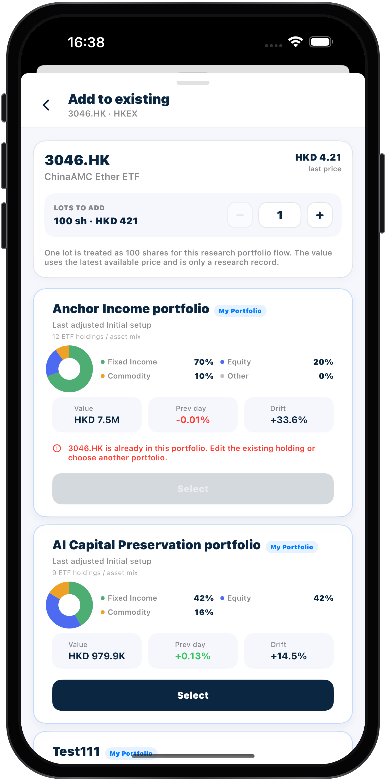 16:38
Add to existing
3046.HK · HKEX
3046.HK
HKD 4.21
ChinaAMC Ether ETF
last price
LOTS TO ADD
100 sh · HKD 421
− 1 +
One lot is treated as 100 shares for this research portfolio flow. The value
uses the latest available price and is only a research record.
Anchor Income portfolio My Portfolio
Last adjusted Initial setup
12 ETF holdings / asset mix
Fixed Income 70% Equity 20%
Commodity 10% Other 0%
Value Prev day Drift
HKD 7.5M -0.01% +33.6%
3046.HK is already in this portfolio. Edit the existing holding or
choose another portfolio.
Select
AI Capital Preservation portfolio My Portfolio
Last adjusted Initial setup
9 ETF holdings / asset mix
Fixed Income 42% Equity 42%
Commodity 16%
Value Prev day Drift
HKD 979.9K +0.13% +14.5%
Select
Test111 My Portfolio